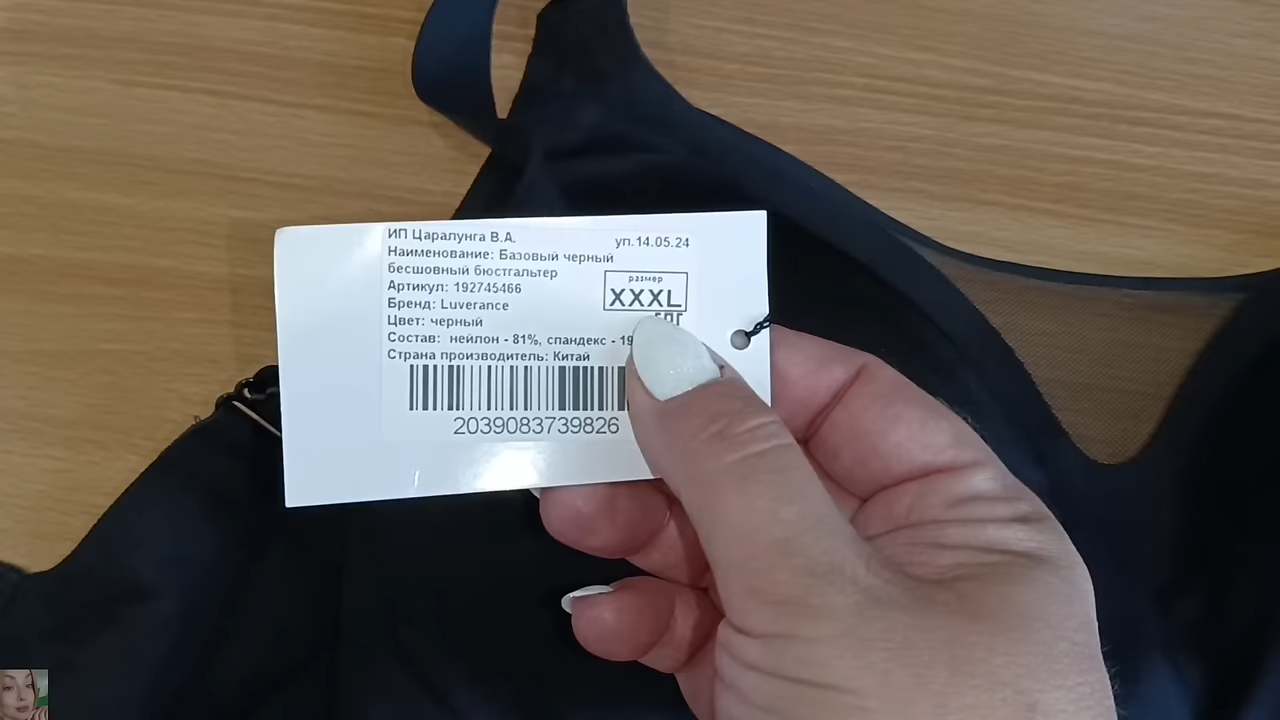 ИП Царалунга В.А.
уп.14.05.24
Наименование: Базовый черный
бесшовный бюстгальтер
размер
XXXL
Артикул: 192745466
Бренд: Luverance
Цвет: черный
Состав: нейлон - 81%, спандекс - 19
Страна производитель: Китай
2039083739826